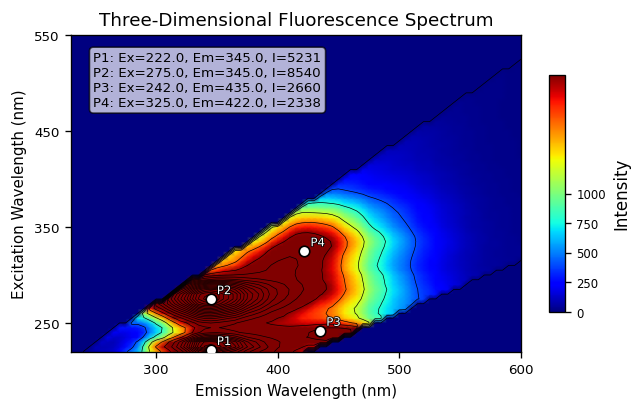 Three-Dimensional Fluorescence Spectrum
550
450
350
250
Excitation Wavelength (nm)
P1: Ex=222.0, Em=345.0, I=5231
P2: Ex=275.0, Em=345.0, I=8540
P3: Ex=242.0, Em=435.0, I=2660
P4: Ex=325.0, Em=422.0, I=2338
P4
P2
P3
P1
300
400
500
600
Emission Wavelength (nm)
1000
750
500
250
0
Intensity